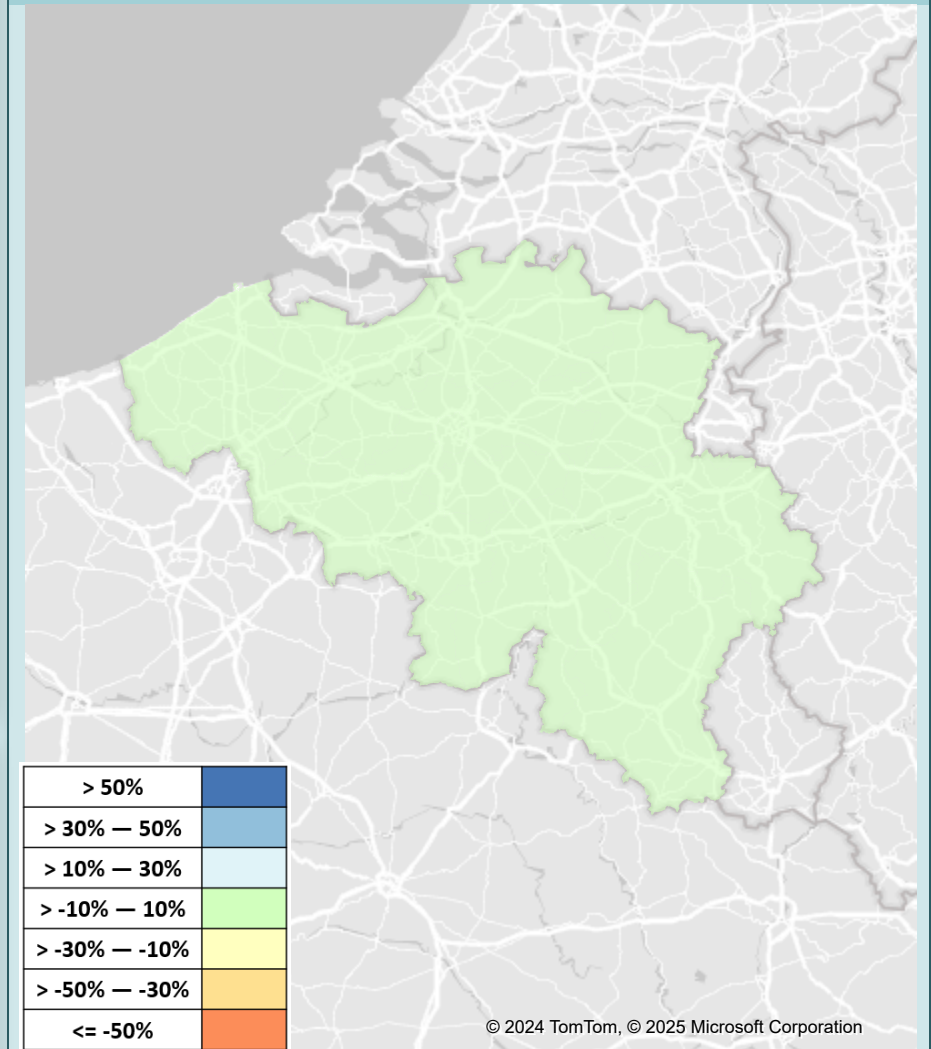 > 50%
> 30% — 50%
> 10% — 30%
> -10% — 10%
> -30% — -10%
> -50% — -30%
<= -50%
© 2024 TomTom, © 2025 Microsoft Corporation